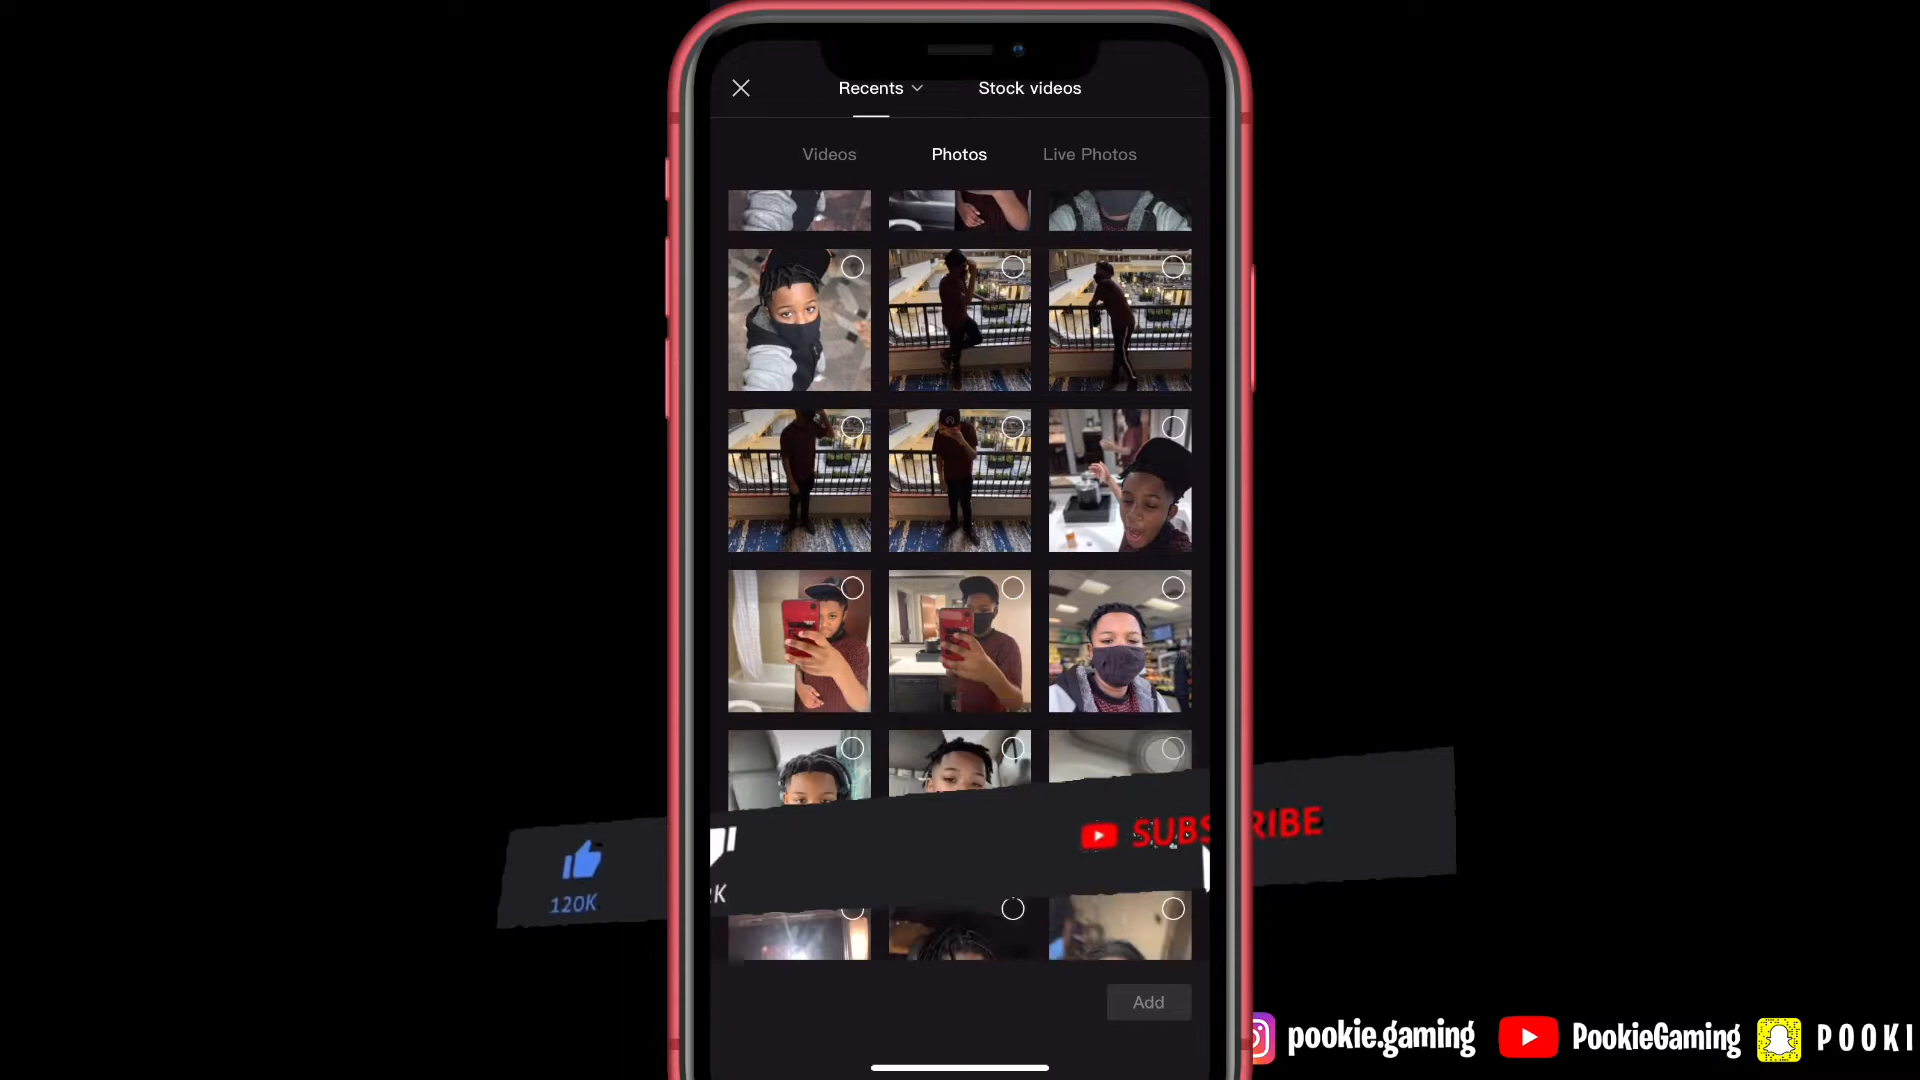 Recents
Stock videos
Videos
Photos
Live Photos
SUBS RIBE
120K
K
Add
pookie.gaming
PookieGaming
POOKI